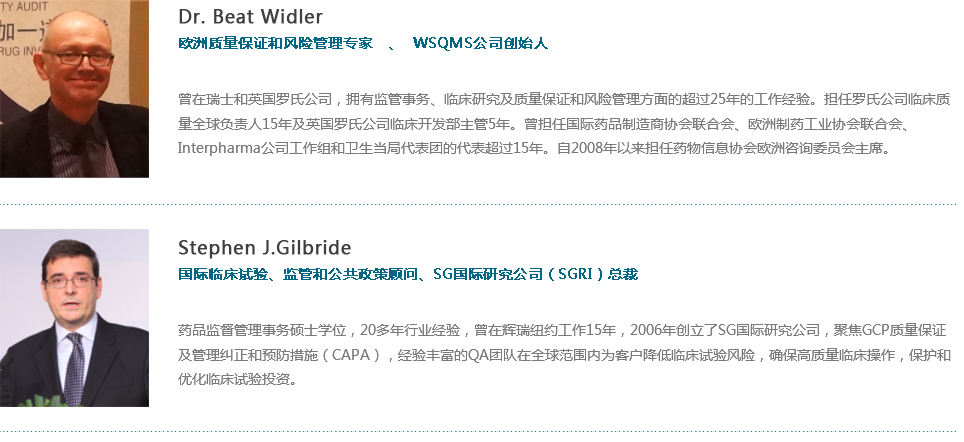 TY AUDIT
加一
RUG INV
Dr. Beat Widler
欧洲质量保证和风险管理专家 、 WSQMS公司创始人
曾在瑞士和英国罗氏公司，拥有监管事务、临床研究及质量保证和风险管理方面的超过25年的工作经验。担任罗氏公司临床质
量全球负责人15年及英国罗氏公司临床开发部主管5年。曾担任国际药品制造商协会联合会、欧洲制药工业协会联合会、
Interpharma公司工作组和卫生当局代表团的代表超过15年。自2008年以来担任药物信息协会欧洲咨询委员会主席。
Stephen J.Gilbride
国际临床试验、监管和公共政策顾问、SG国际研究公司（SGRI）总裁
药品监督管理事务硕士学位，20多年行业经验，曾在辉瑞纽约工作15年，2006年创立了SG国际研究公司，聚焦GCP质量保证
及管理纠正和预防措施（CAPA），经验丰富的QA团队在全球范围内为客户降低临床试验风险，确保高质量临床操作，保护和
优化临床试验投资。